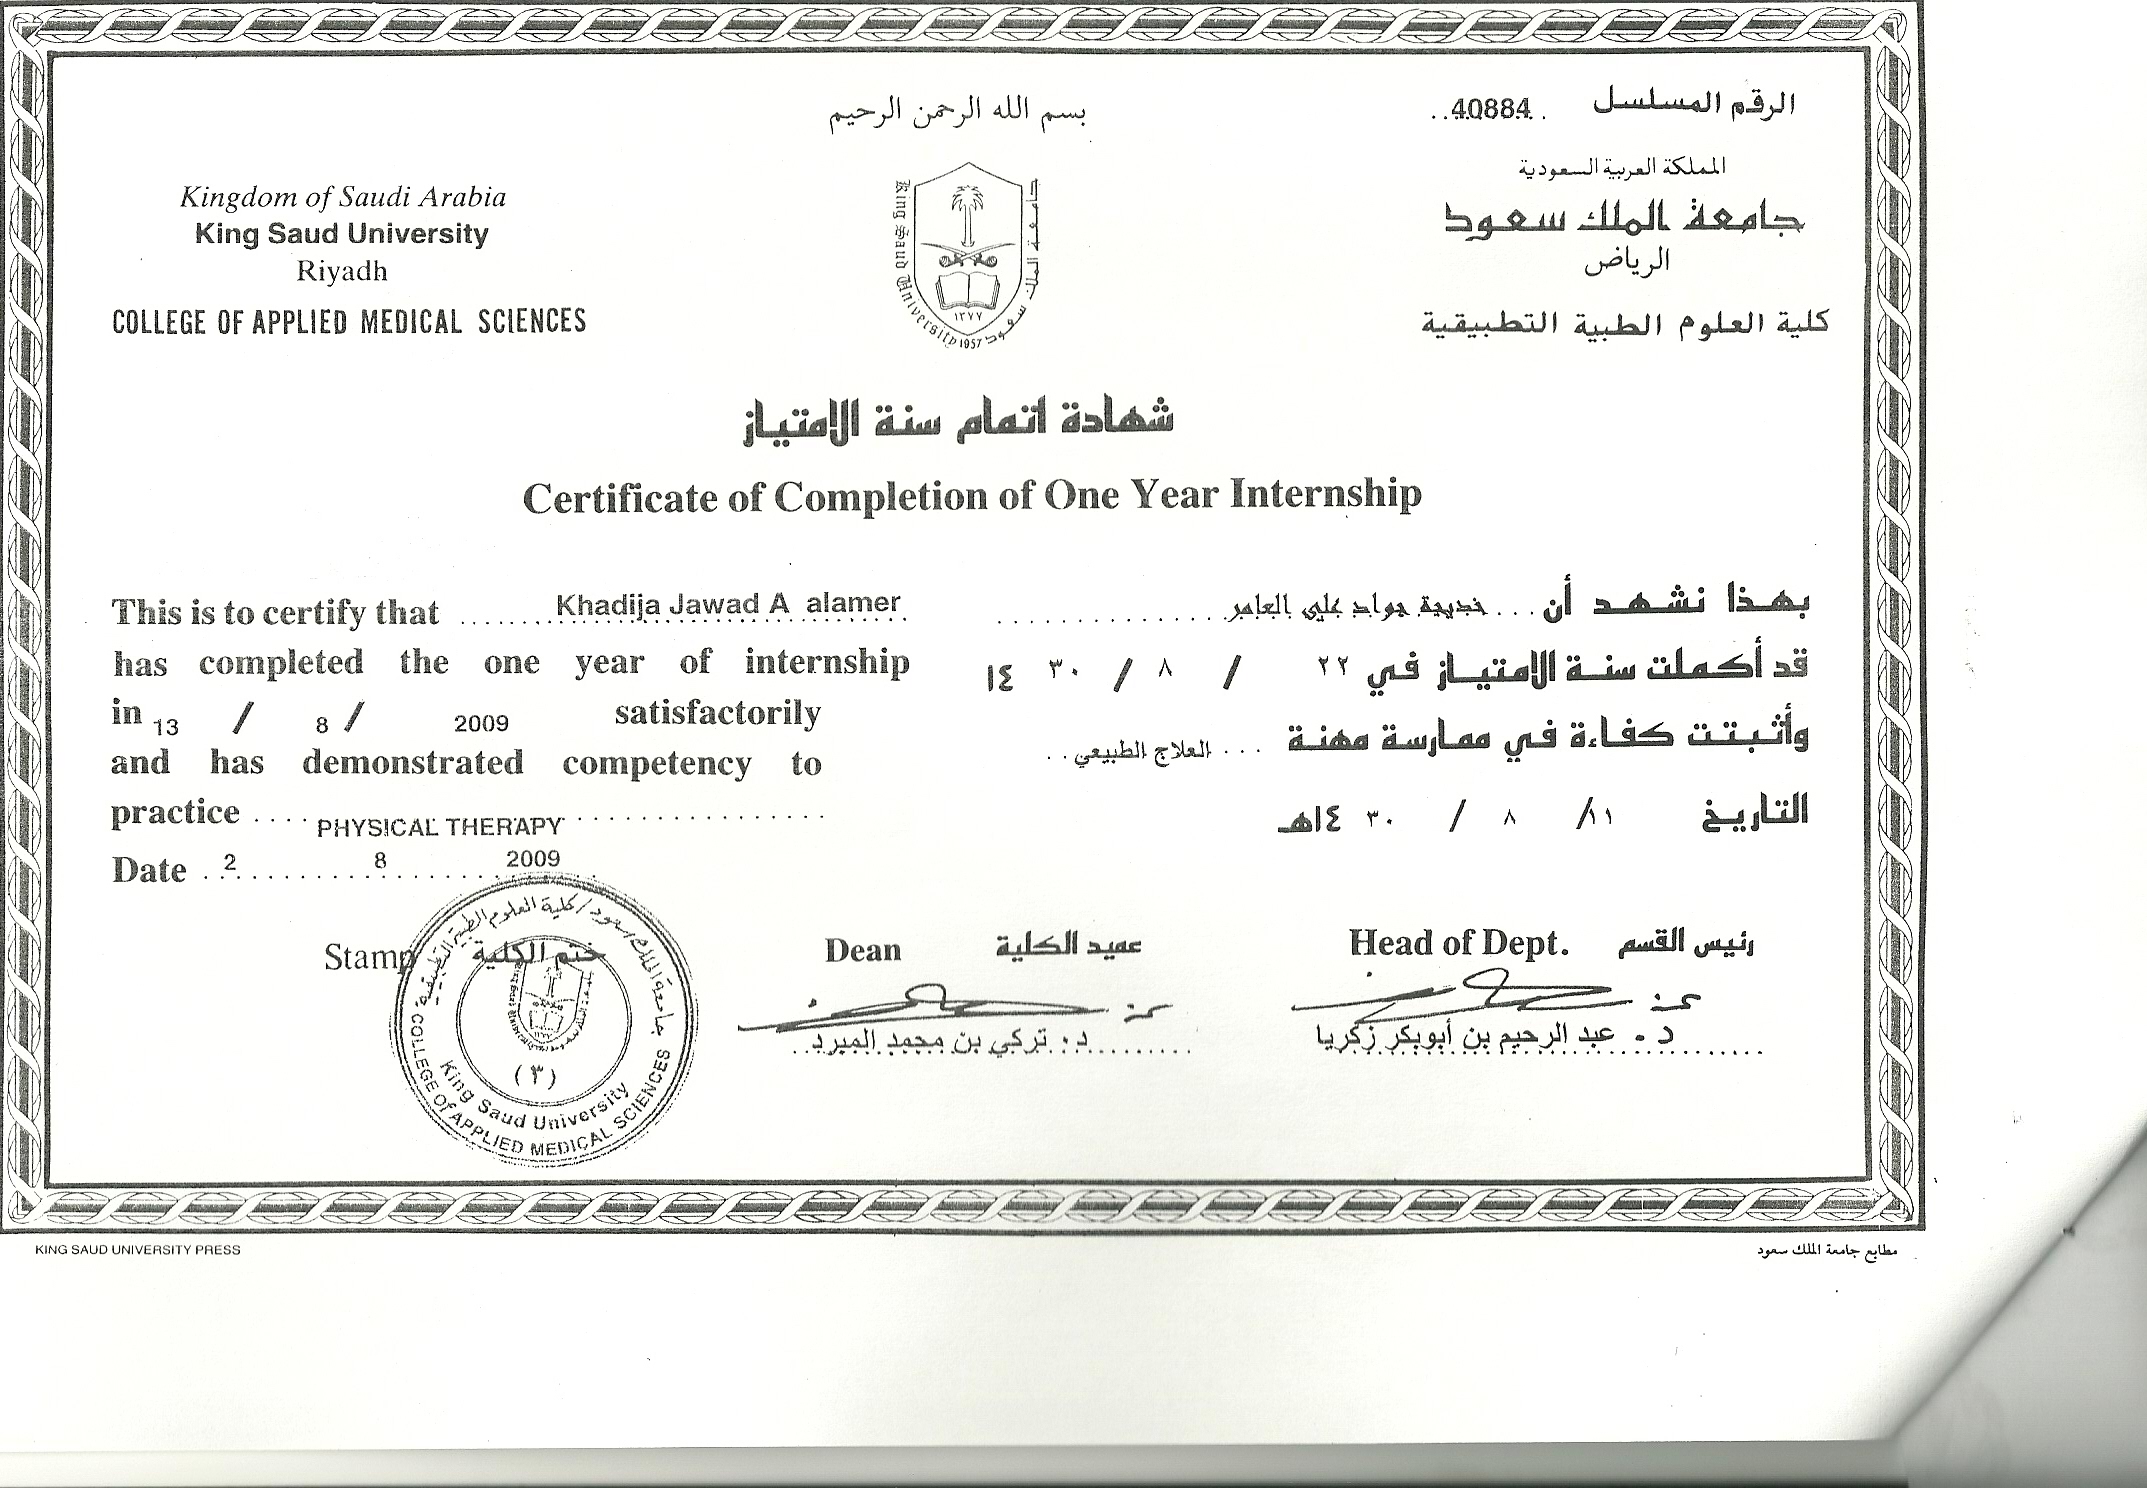 بسم الله الرحمن الرحيم
الرقم المسلسل ..40884..
Kingdom of Saudi Arabia
King Saud University
Riyadh
COLLEGE OF APPLIED MEDICAL SCIENCES
King Saud University 1957 جامعة الملك سعود
١٣٧٧
المملكة العربية السعودية
جامعة الملك سعود
الرياض
كلية العلوم الطبية التطبيقية
شهادة اتمام سنة الامتياز
Certificate of Completion of One Year Internship
This is to certify that ........ Khadija Jawad A alamer
has completed the one year of internship
in 13 / 8 / 2009 satisfactorily
and has demonstrated competency to
practice .... PHYSICAL THERAPY ................
Date .. 2 ........ 8 ........ 2009 ....
بهذا نشهد أن ... خديجة جواد علي العامر ................
قد أكملت سنة الامتياز في ٢٢ / ٨ / ٣٠ ١٤
وأثبتت كفاءة في ممارسة مهنة ... العلاج الطبيعي ..
التاريخ ١١/ ٨ / ٣٠ ١٤هـ
Stamp ختم الكلية
Dean عميد الكلية
Head of Dept. رئيس القسم
د. تركي بن محمد المبرد
د. عبد الرحيم بن أبوبكر زكريا
جامعة الملك سعود / كلية العلوم الطبية التطبيقية
(٣)
King Saud University
COLLEGE OF APPLIED MEDICAL SCIENCES
KING SAUD UNIVERSITY PRESS
مطابع جامعة الملك سعود